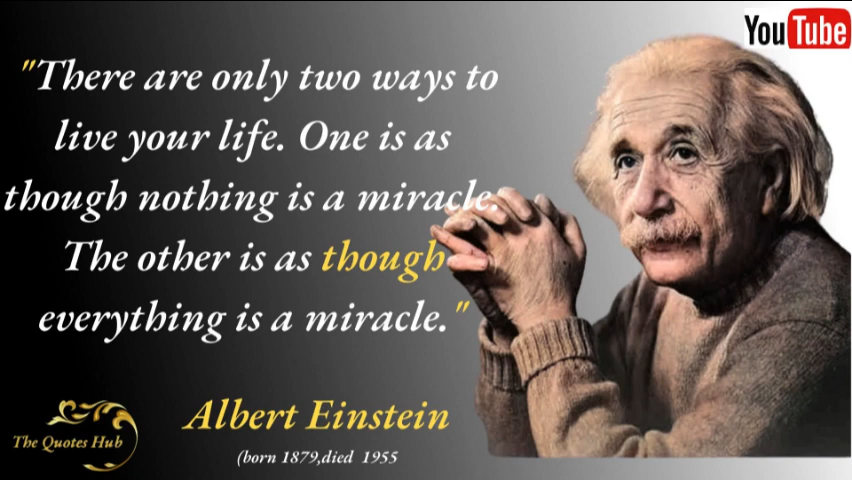 YouTube
"There are only two ways to
live your life. One is as
though nothing is a miracle.
The other is as though
everything is a miracle."
Albert Einstein
The Quotes Hub
(born 1879,died 1955